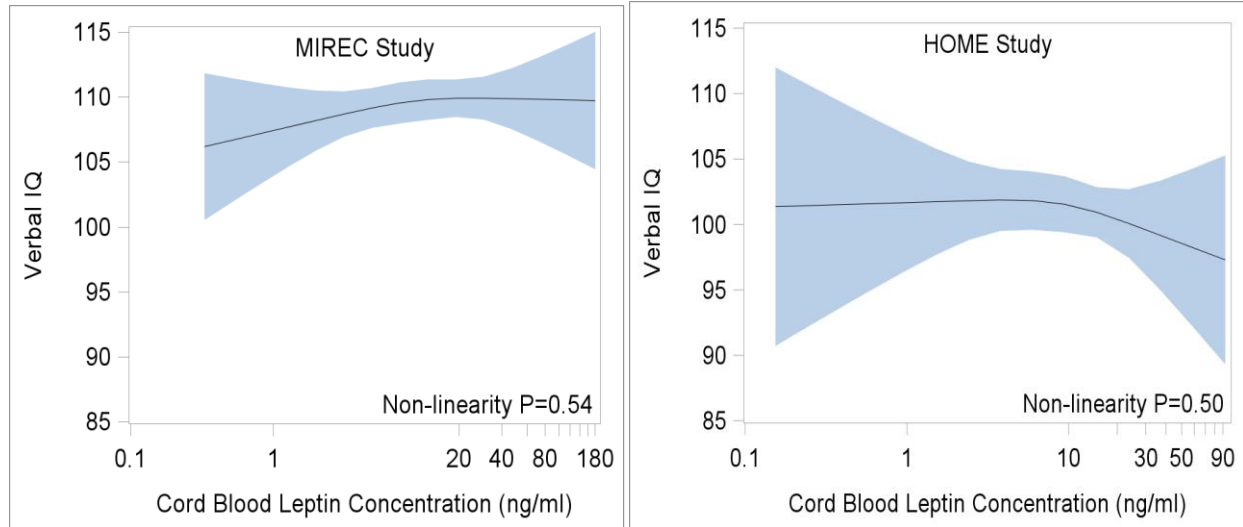 MIREC Study
115
110
105
100
95
90
85
Verbal IQ
Non-linearity P=0.54
0.1 1 20 40 80 180
Cord Blood Leptin Concentration (ng/ml)
HOME Study
115
110
105
100
95
90
85
Verbal IQ
Non-linearity P=0.50
0.1 1 10 30 50 90
Cord Blood Leptin Concentration (ng/ml)